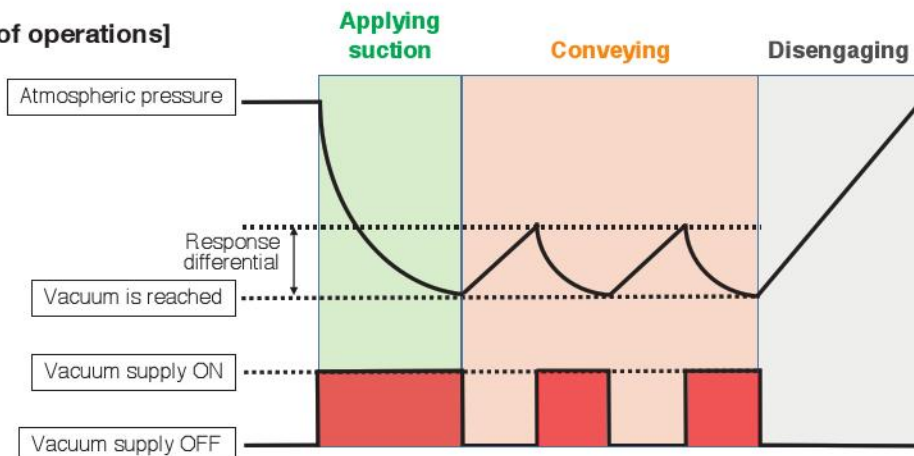 of operations]
Applying
suction
Conveying
Disengaging
Atmospheric pressure
Response
differential
Vacuum is reached
Vacuum supply ON
Vacuum supply OFF